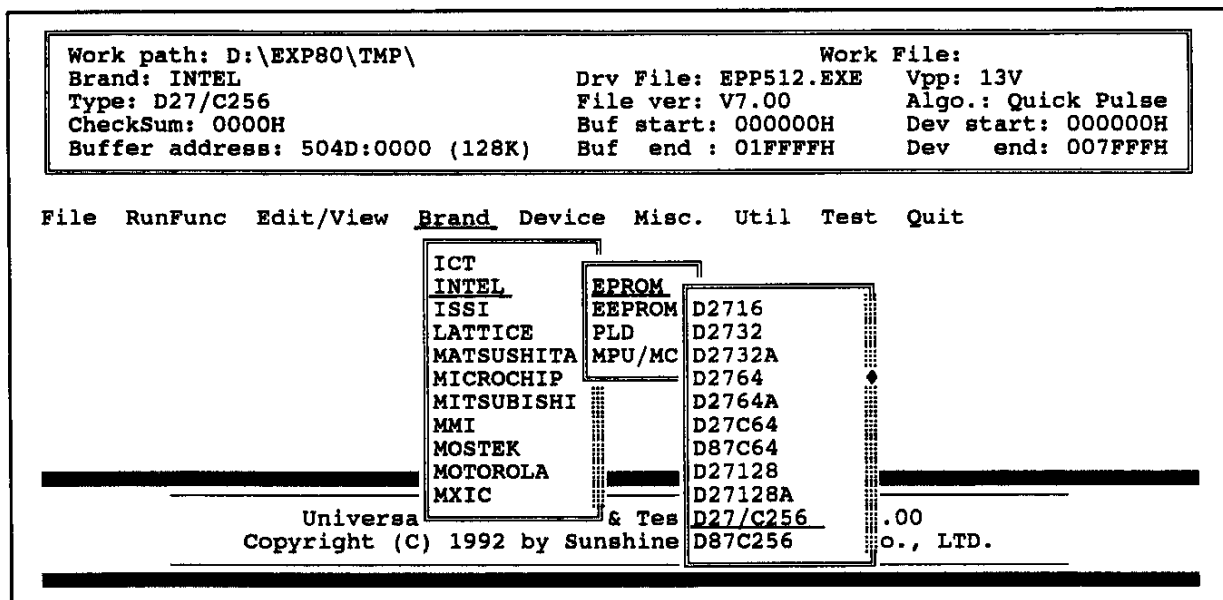 Work path: D:\EXP80\TMP\ Work File:
Brand: INTEL Drv File: EPP512.EXE Vpp: 13V
Type: D27/C256 File ver: V7.00 Algo.: Quick Pulse
CheckSum: 0000H Buf start: 000000H Dev start: 000000H
Buffer address: 504D:0000 (128K) Buf end : 01FFFFH Dev end: 007FFFH
File RunFunc Edit/View Brand Device Misc. Util Test Quit
ICT
INTEL
ISSI
LATTICE
MATSUSHITA
MICROCHIP
MITSUBISHI
MMI
MOSTEK
MOTOROLA
MXIC
EPROM
EEPROM
PLD
MPU/MC
D2716
D2732
D2732A
D2764
D2764A
D27C64
D87C64
D27128
D27128A
D27/C256
D87C256
Universa & Tes .00
Copyright (C) 1992 by Sunshine o., LTD.